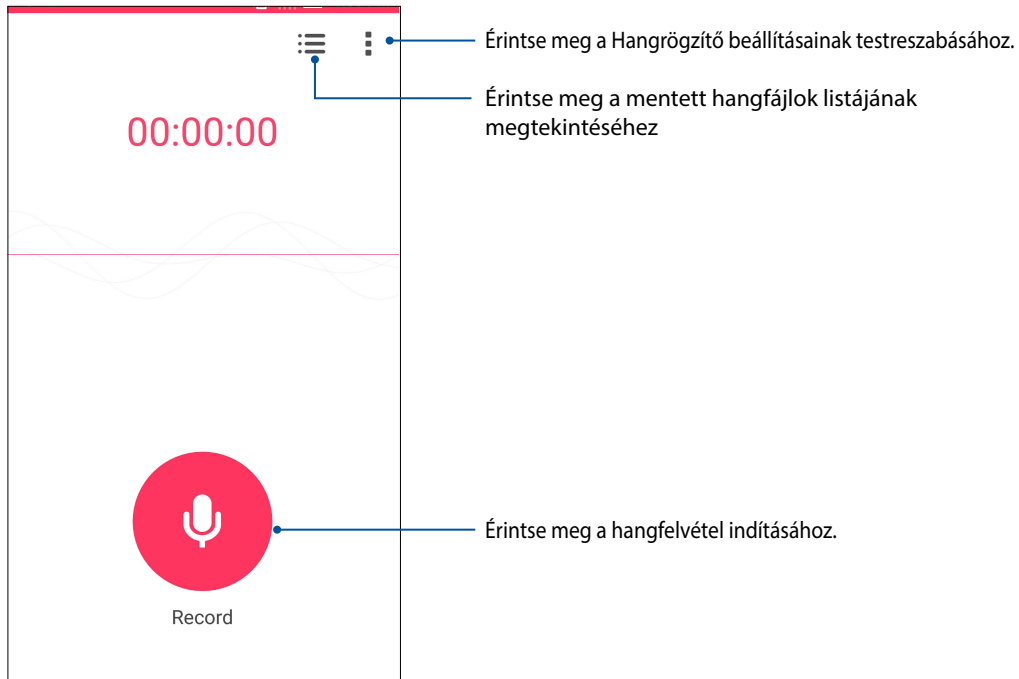 Érintse meg a Hangrögzítő beállításainak testreszabásához.
Érintse meg a mentett hangfájlok listájának
megtekintéséhez
00:00:00
Érintse meg a hangfelvétel indításához.
Record